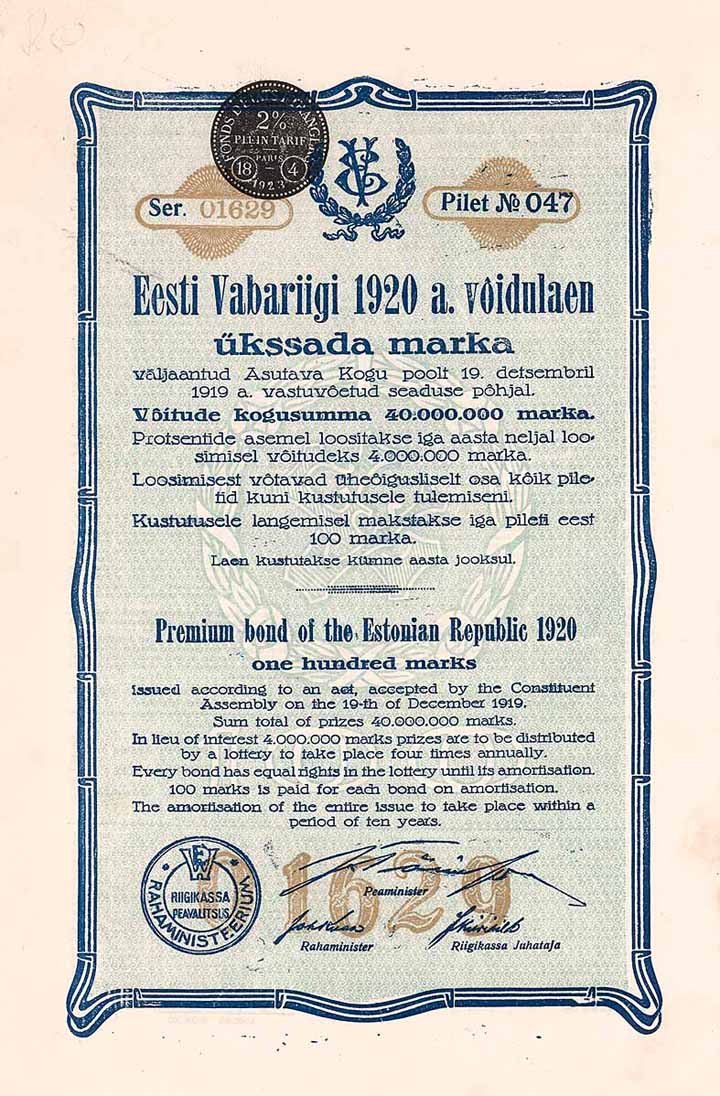 FONDS D'ETATS ETRANGERS
2%
PLEIN TARIF
PARIS
18 - 4
1923
Ser. 01629
EV
Pilet № 047
Eesti Vabariigi 1920 a. võidulaen
űkssada marka
väljaantud Asutava Kogu poolt 19. detsembril
1919 a. vastuvõetud seaduse põhjal.
Võitude kogusumma 40.000.000 marka.
Protsentide asemel loositakse iga aasta neljal loo-
simisel võitudeks 4.000.000 marka.
Loosimisest võtavad üheõigusliselt osa kõik pile-
tid kuni kustutusele tulemiseni.
Kustutusele langemisel makstakse iga pileti eest
100 marka.
Laen kustutakse kümne aasta jooksul.
Premium bond of the Estonian Republic 1920
one hundred marks
issued according to an act, accepted by the Constituent
Assembly on the 19-th of December 1919.
Sum total of prizes 40.000.000 marks.
In lieu of interest 4.000.000 marks prizes are to be distributed
by a lottery to take place four times annually.
Every bond has equal rights in the lottery until its amortisation.
100 marks is paid for each bond on amortisation.
The amortisation of the entire issue to take place within a
period of ten years.
RIIGIKASSA
PEAVALITSUS
RAHAMINISTEERIUM
01629
Peaminister
Rahaminister
Riigikassa Juhataja